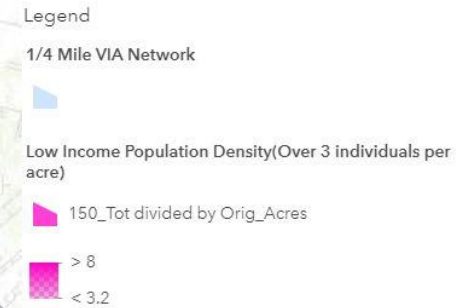 Legend
1/4 Mile VIA Network
Low Income Population Density(Over 3 individuals per
acre)
150_Tot divided by Orig_Acres
> 8
< 3.2